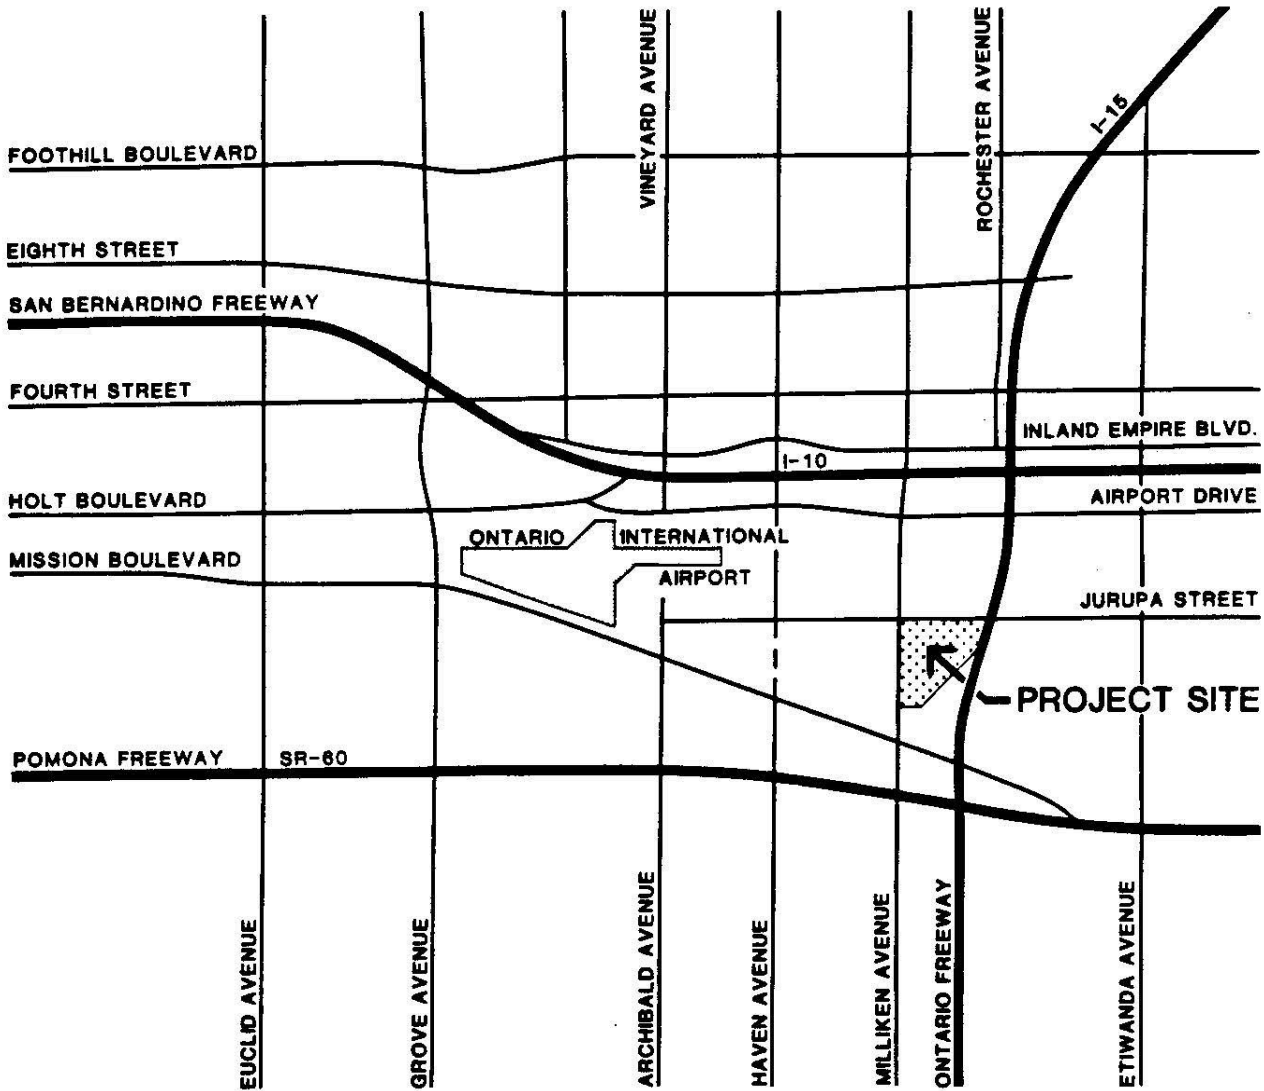 VINEYARD AVENUE
ROCHESTER AVENUE
I-15
FOOTHILL BOULEVARD
EIGHTH STREET
SAN BERNARDINO FREEWAY
FOURTH STREET
INLAND EMPIRE BLVD.
I-10
HOLT BOULEVARD
AIRPORT DRIVE
ONTARIO INTERNATIONAL
AIRPORT
MISSION BOULEVARD
JURUPA STREET
PROJECT SITE
POMONA FREEWAY SR-60
EUCLID AVENUE
GROVE AVENUE
ARCHIBALD AVENUE
HAVEN AVENUE
MILLIKEN AVENUE
ONTARIO FREEWAY
ETIWANDA AVENUE